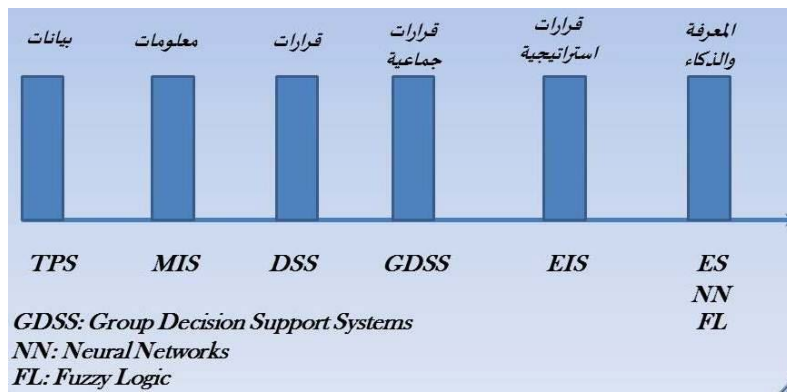 بيانات
معلومات
قرارات
قرارات
جماعية
قرارات
استراتيجية
المعرفة
والذكاء
TPS
MIS
DSS
GDSS
EIS
ES
NN
FL
GDSS: Group Decision Support Systems
NN: Neural Networks
FL: Fuzzy Logic